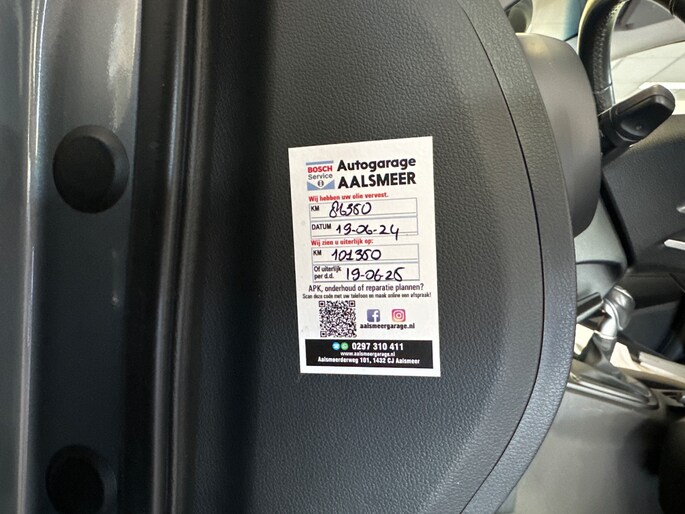 BOSCH
Service
Autogarage
AALSMEER
Wij hebben uw olie ververst.
KM 86350
DATUM 19-06-24
Wij zien u uiterlijk op:
KM 101350
Of uiterlijk per d.d. 19-06-25
APK, onderhoud of reparatie plannen?
Scan deze code met uw telefoon en maak online een afspraak!
aalsmeergarage.nl
0297 310 411
www.aalsmeergarage.nl
Aalsmeerderweg 101, 1432 CJ Aalsmeer